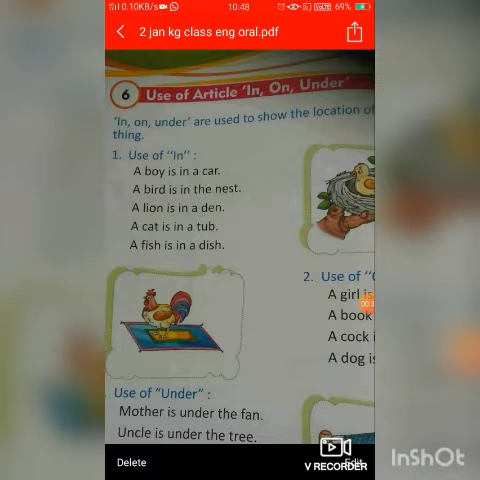 0.10KB/s 10:48 VoLTE 69%
2 jan kg class eng oral.pdf
6 Use of Article 'In, On, Under'
'In, on, under' are used to show the location of
thing.
1. Use of "In" :
A boy is in a car.
A bird is in the nest.
A lion is in a den.
A cat is in a tub.
A fish is in a dish.
2. Use of "
A girl is
A book
A cock i
A dog is
Use of "Under" :
Mother is under the fan.
Uncle is under the tree.
Delete
V RECORDER
Edit
InShOt